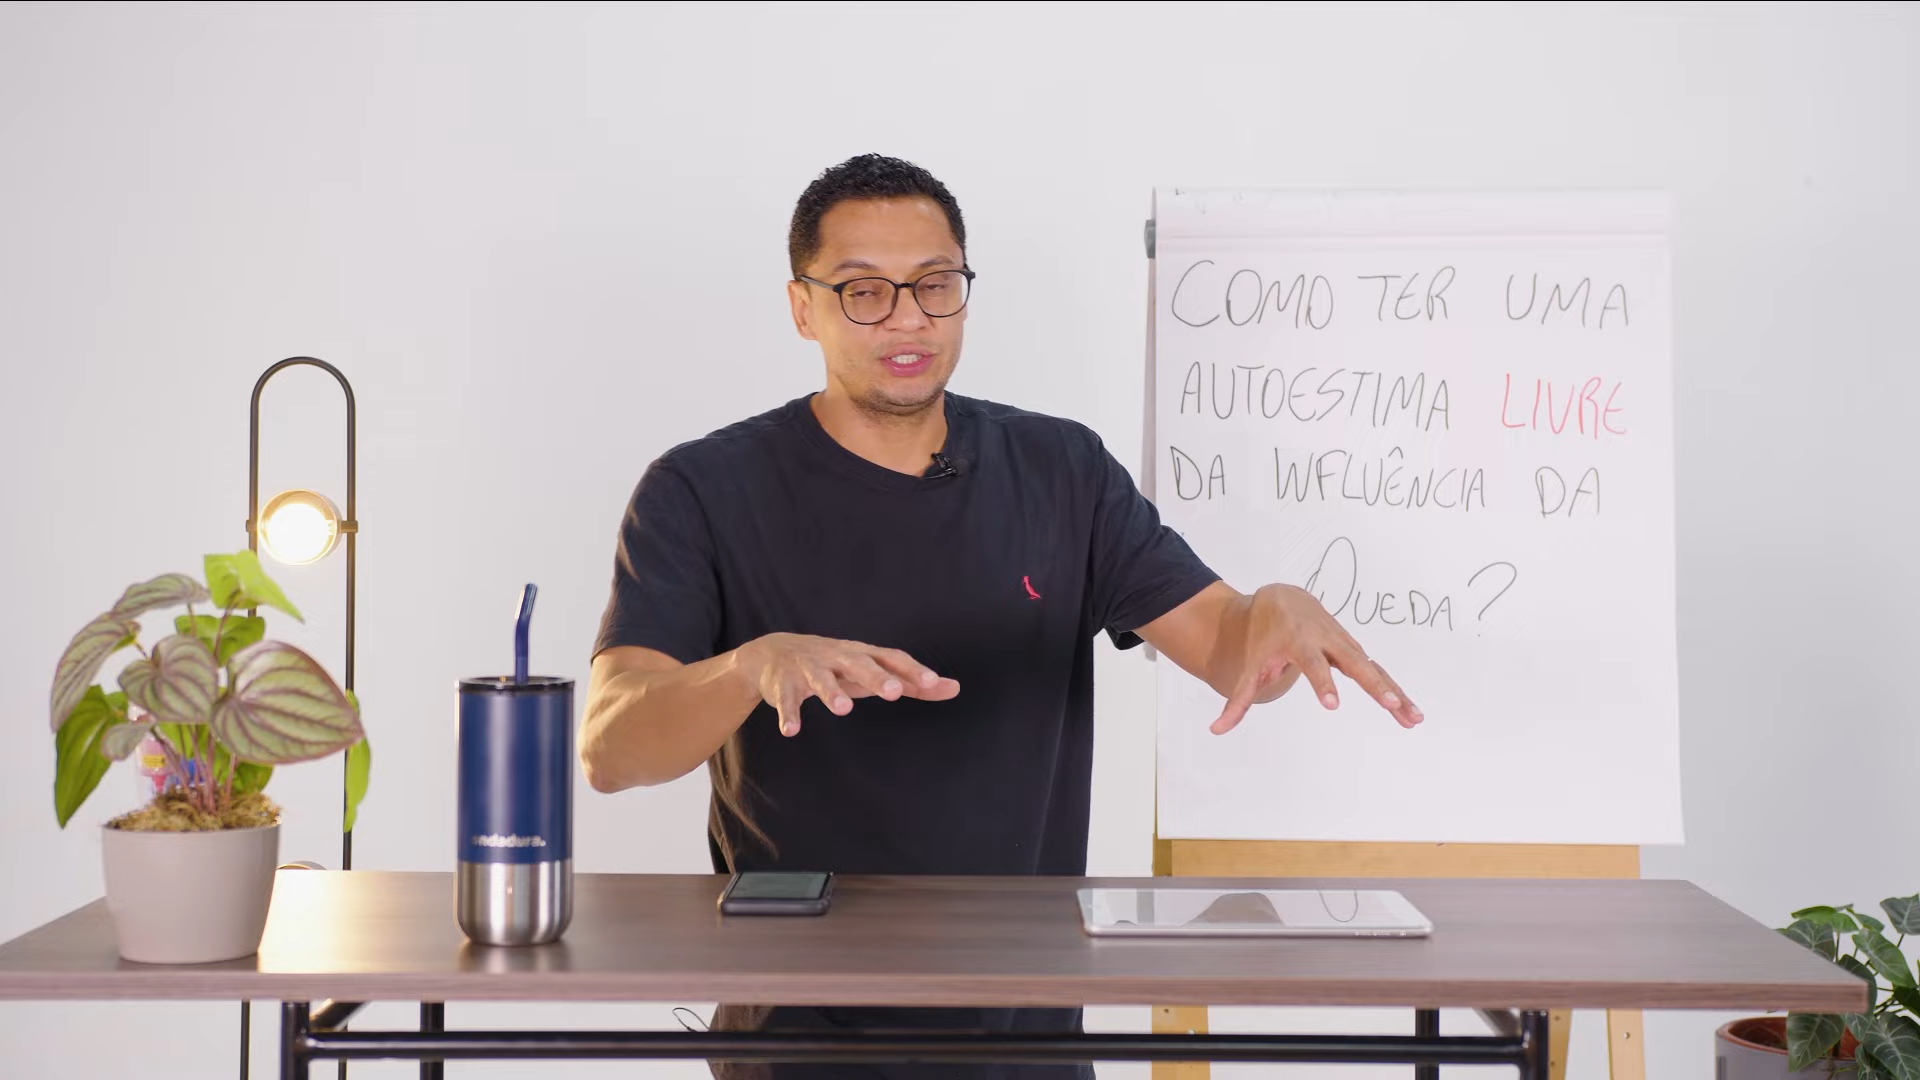 COMO TER UMA
AUTOESTIMA LIVRE
DA INFLUÊNCIA DA
QUEDA?